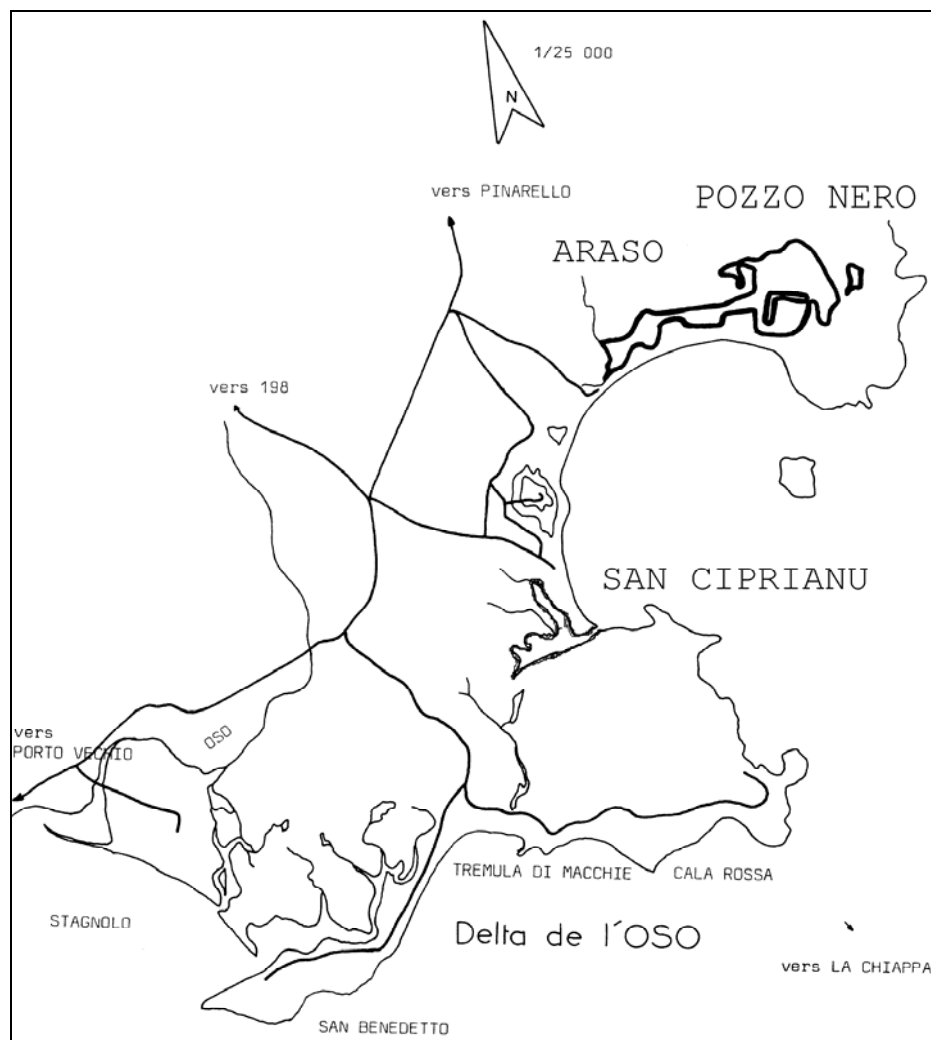 1/25 000
N
vers PINARELLO
POZZO NERO
ARASO
vers 198
SAN CIPRIANU
OSO
vers
PORTO VECHIO
TREMULA DI MACCHIE
CALA ROSSA
STAGNOLO
Delta de l'OSO
vers LA CHIAPPA
SAN BENEDETTO